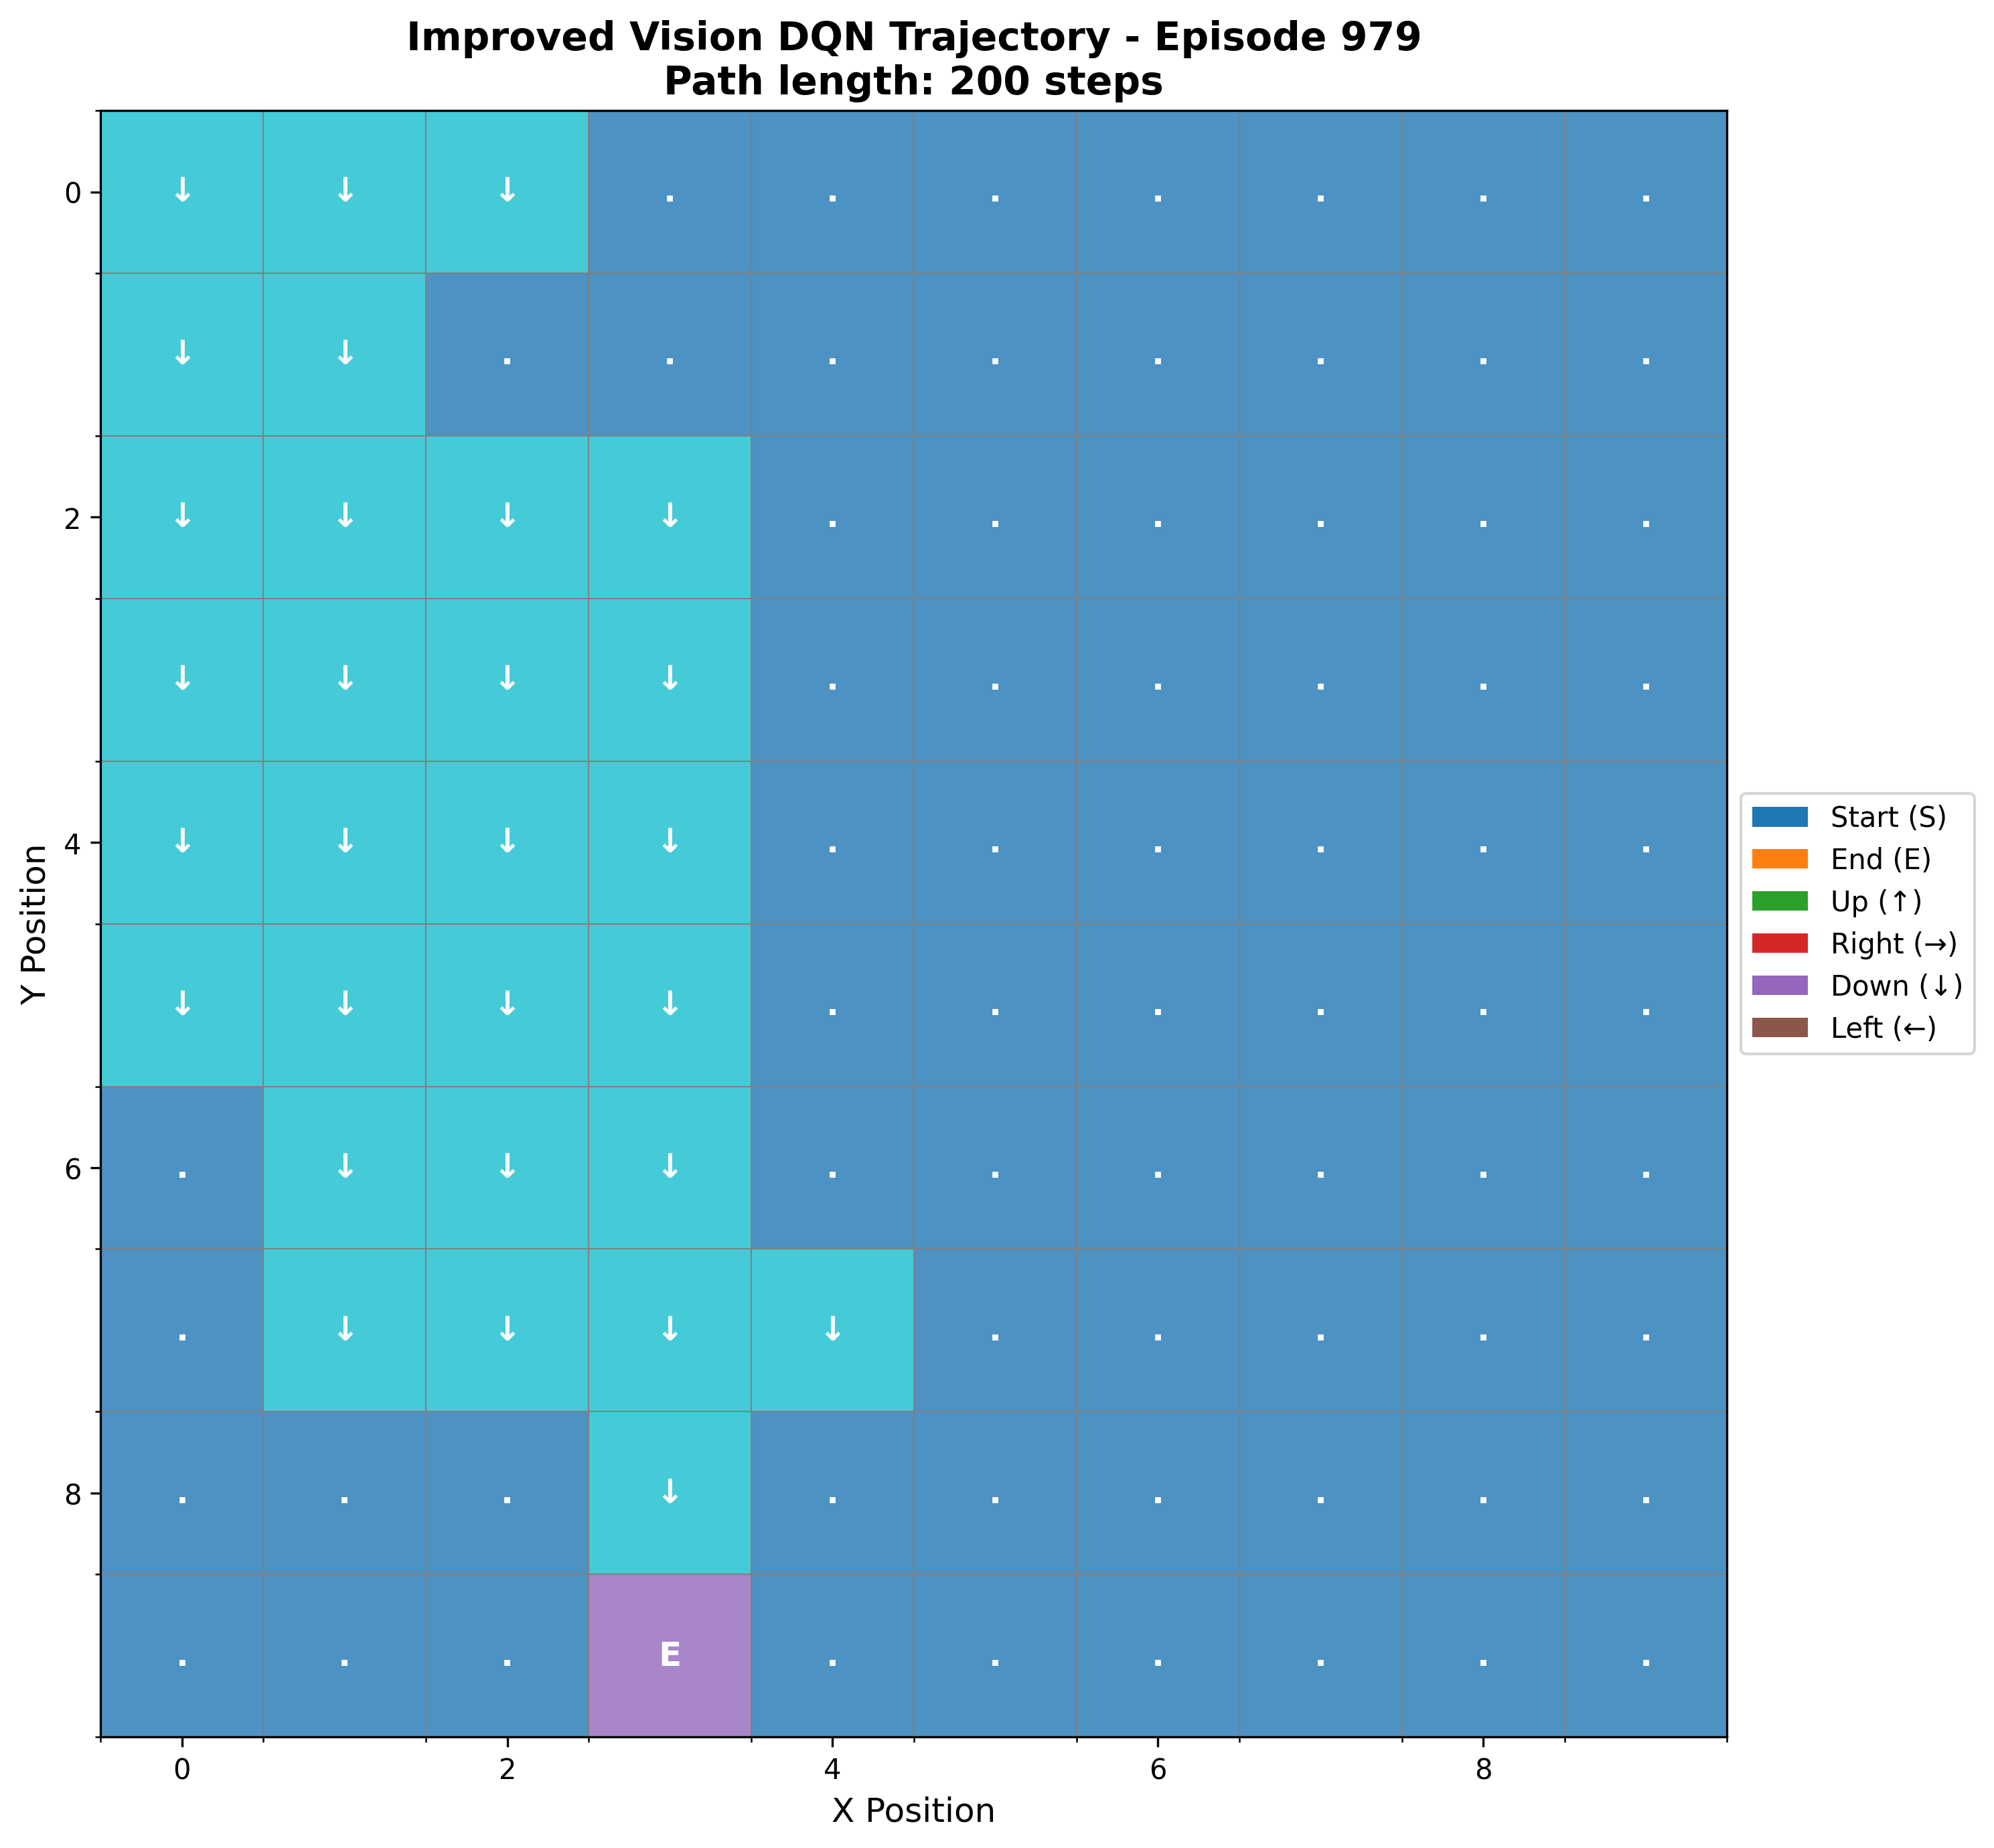 Improved Vision DQN Trajectory - Episode 979
Path length: 200 steps
0 ↓ ↓ ↓ . . . . . . .
↓ ↓ . . . . . . . .
2 ↓ ↓ ↓ ↓ . . . . . .
↓ ↓ ↓ ↓ . . . . . .
4 ↓ ↓ ↓ ↓ . . . . . .
↓ ↓ ↓ ↓ . . . . . .
6 . ↓ ↓ ↓ . . . . . .
. ↓ ↓ ↓ ↓ . . . . .
8 . . . ↓ . . . . . .
. . . E . . . . . .
0 2 4 6 8
X Position
Y Position
Start (S)
End (E)
Up (↑)
Right (→)
Down (↓)
Left (←)